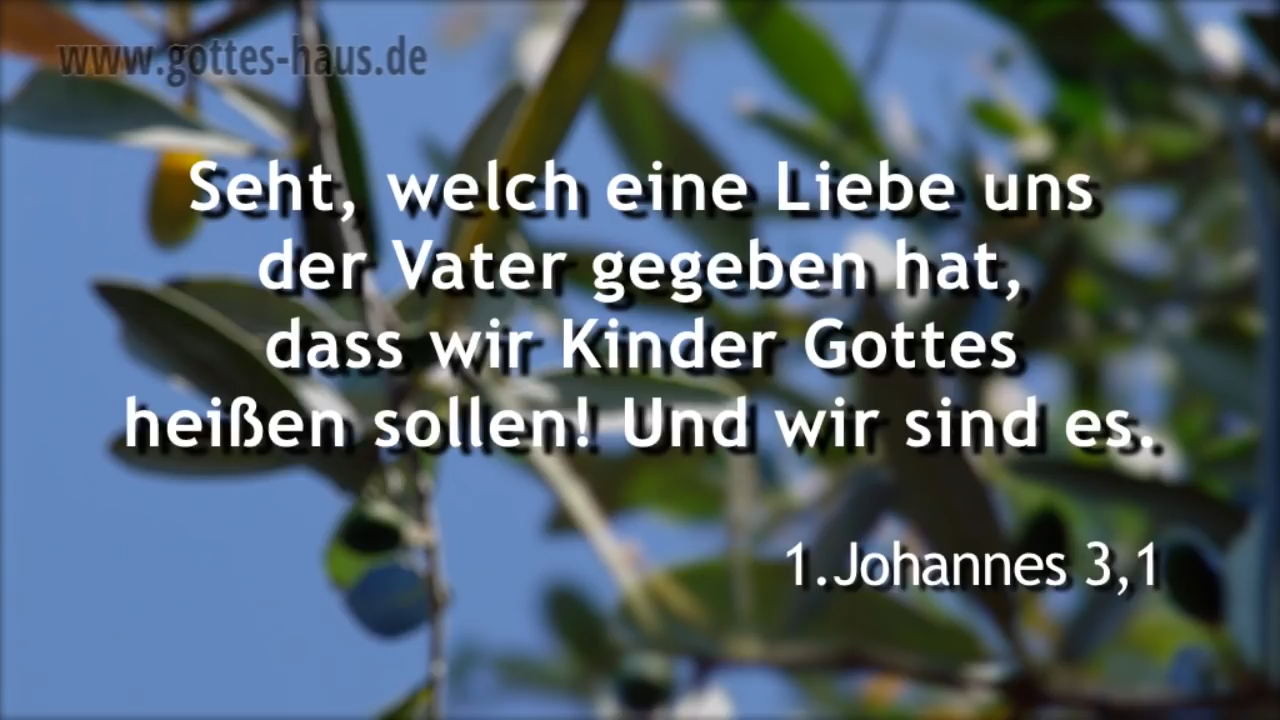 www.gottes-haus.de
Seht, welch eine Liebe uns
der Vater gegeben hat,
dass wir Kinder Gottes
heißen sollen! Und wir sind es.
1.Johannes 3,1